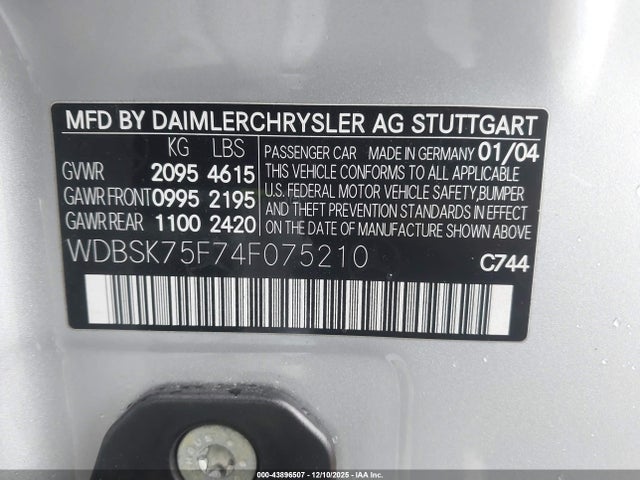 MFD BY DAIMLERCHRYSLER AG STUTTGART
KG LBS
GVWR 2095 4615
GAWR FRONT 0995 2195
GAWR REAR 1100 2420
PASSENGER CAR MADE IN GERMANY 01/04
THIS VEHICLE CONFORMS TO ALL APPLICABLE
U.S. FEDERAL MOTOR VEHICLE SAFETY, BUMPER
AND THEFT PREVENTION STANDARDS IN EFFECT
ON THE DATE OF MANUFACTURE SHOWN ABOVE
WDBSK75F74F075210
C744
000-43896507 - 12/10/2025 - IAA Inc.